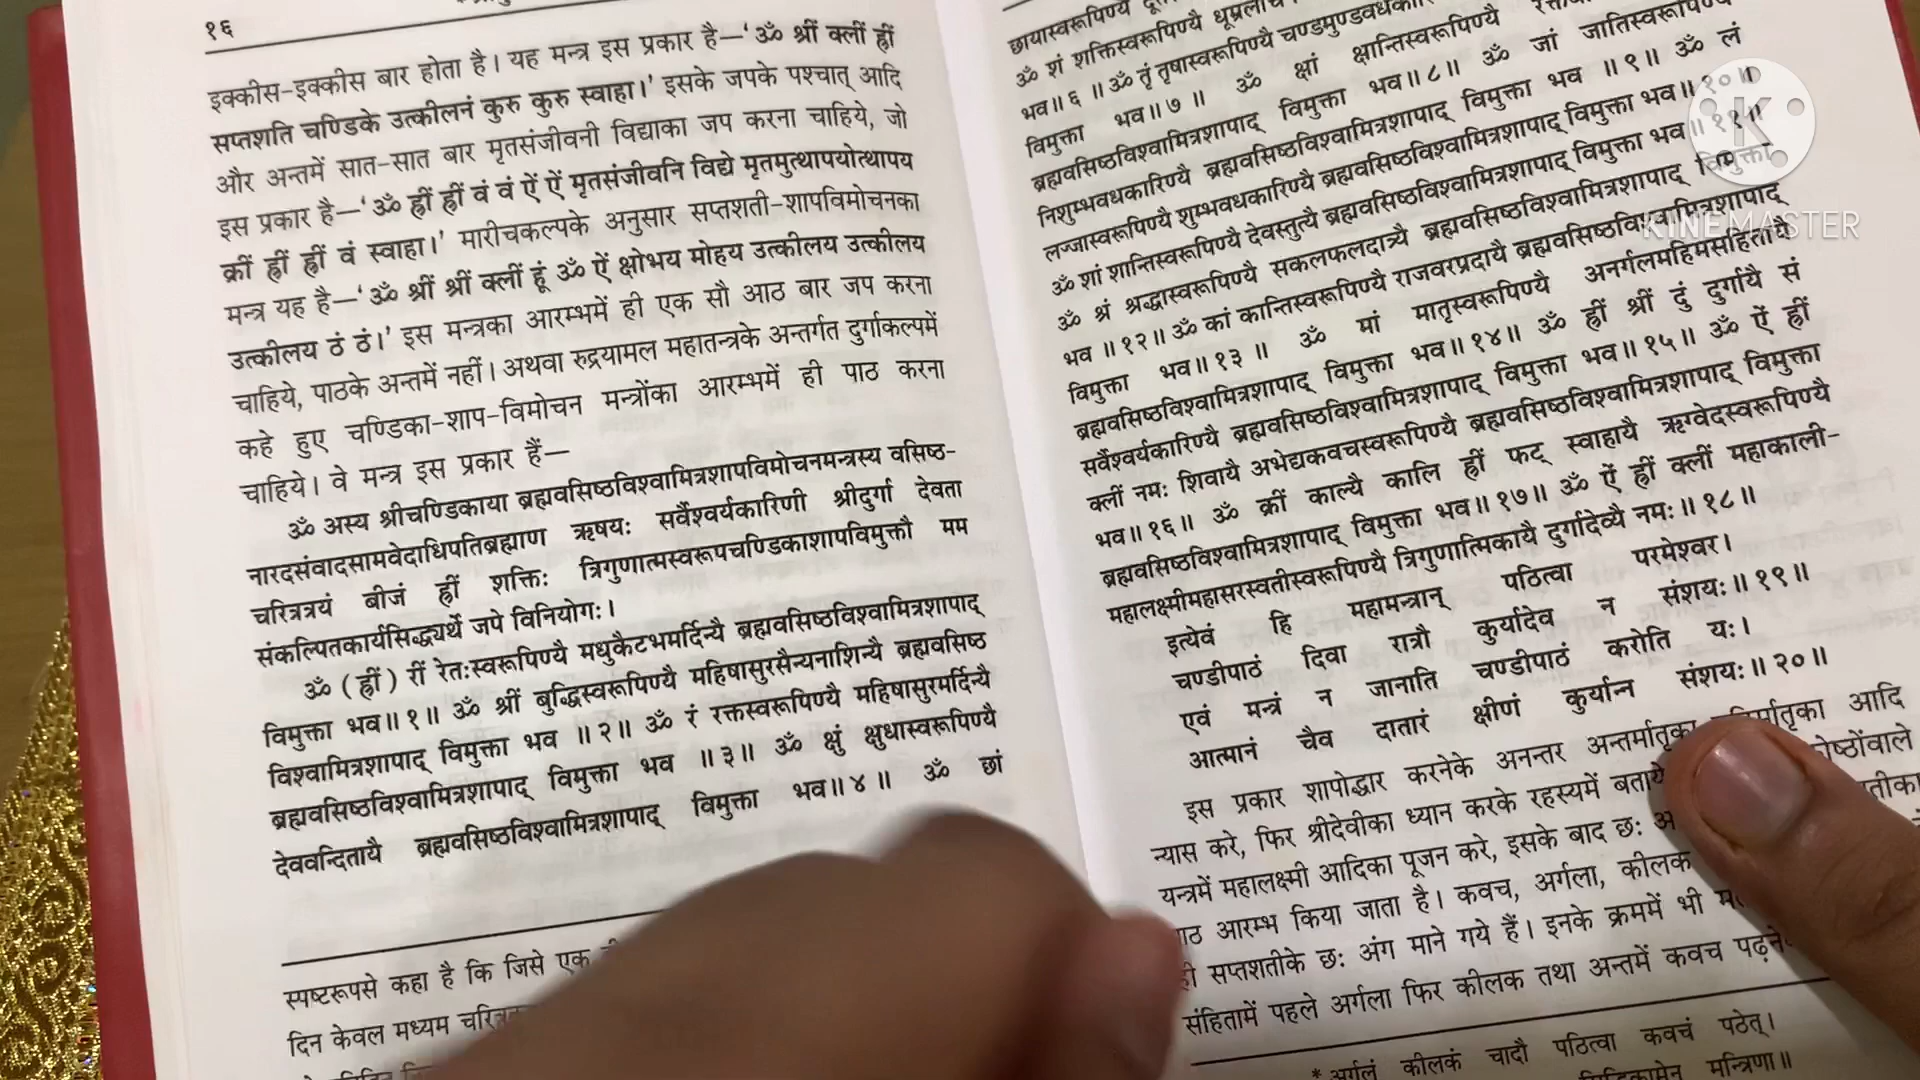 १६
इक्कीस-इक्कीस बार होता है। यह मन्त्र इस प्रकार है—‘ॐ श्रीं क्लीं ह्रीं
सप्तशति चण्डिके उत्कीलनं कुरु कुरु स्वाहा।’ इसके जपके पश्चात् आदि
और अन्तमें सात-सात बार मृतसंजीवनी विद्याका जप करना चाहिये, जो
इस प्रकार है—‘ॐ ह्रीं ह्रीं वं वं ऐं ऐं मृतसंजीवनि विद्ये मृतमुत्थापयोत्थापय
क्रीं ह्रीं ह्रीं वं स्वाहा।’ मारीचकल्पके अनुसार सप्तशती-शापविमोचनका
मन्त्र यह है—‘ॐ श्रीं श्रीं क्लीं हूं ॐ ऐं क्षोभय मोहय उत्कीलय उत्कीलय
उत्कीलय ठं ठं।’ इस मन्त्रका आरम्भमें ही एक सौ आठ बार जप करना
चाहिये, पाठके अन्तमें नहीं। अथवा रुद्रयामल महातन्त्रके अन्तर्गत दुर्गाकल्पमें
कहे हुए चण्डिका-शाप-विमोचन मन्त्रोंका आरम्भमें ही पाठ करना
चाहिये। वे मन्त्र इस प्रकार हैं—
ॐ अस्य श्रीचण्डिकाया ब्रह्मवसिष्ठविश्वामित्रशापविमोचनमन्त्रस्य वसिष्ठ-
नारदसंवादसामवेदाधिपतिब्रह्माण ऋषयः सर्वैश्वर्यकारिणी श्रीदुर्गा देवता
चरित्रत्रयं बीजं ह्रीं शक्तिः त्रिगुणात्मस्वरूपचण्डिकाशापविमुक्तौ मम
संकल्पितकार्यसिद्ध्यर्थे जपे विनियोगः।
ॐ (ह्रीं) रीं रेतःस्वरूपिण्यै मधुकैटभमर्दिन्यै ब्रह्मवसिष्ठविश्वामित्रशापाद्
विमुक्ता भव॥१॥ ॐ श्रीं बुद्धिस्वरूपिण्यै महिषासुरसैन्यनाशिन्यै ब्रह्मवसिष्ठ
विश्वामित्रशापाद् विमुक्ता भव ॥२॥ ॐ रं रक्तस्वरूपिण्यै महिषासुरमर्दिन्यै
ब्रह्मवसिष्ठविश्वामित्रशापाद् विमुक्ता भव ॥३॥ ॐ क्षुं क्षुधास्वरूपिण्यै
देववन्दितायै ब्रह्मवसिष्ठविश्वामित्रशापाद् विमुक्ता भव॥४॥ ॐ छां
स्पष्टरूपसे कहा है कि जिसे एक
दिन केवल मध्यम
छायास्वरूपिण्यै
ॐ शं शक्तिस्वरूपिण्यै धूम्रलोच
भव॥६॥ ॐ तृं तृषास्वरूपिण्यै चण्डमुण्डवधकारि
विमुक्ता भव॥७॥ ॐ क्षां क्षान्तिस्वरूपिण्यै
ब्रह्मवसिष्ठविश्वामित्रशापाद् विमुक्ता भव॥८॥ ॐ जां जातिस्वरूपिण्यै
निशुम्भवधकारिण्यै ब्रह्मवसिष्ठविश्वामित्रशापाद् विमुक्ता भव ॥९॥ ॐ लं
लज्जास्वरूपिण्यै शुम्भवधकारिण्यै ब्रह्मवसिष्ठविश्वामित्रशापाद् विमुक्ता भव॥१०॥
ॐ शां शान्तिस्वरूपिण्यै देवस्तुत्यै ब्रह्मवसिष्ठविश्वामित्रशापाद् विमुक्ता भव॥११॥
ॐ श्रं श्रद्धास्वरूपिण्यै सकलफलदात्र्यै ब्रह्मवसिष्ठविश्वामित्रशापाद् विमुक्ता
भव ॥१२॥ ॐ कां कान्तिस्वरूपिण्यै राजवरप्रदायै ब्रह्मवसिष्ठविश्वामित्रशापाद्
विमुक्ता भव॥१३॥ ॐ मां मातृस्वरूपिण्यै अनर्गलमहिमसहितायै
ब्रह्मवसिष्ठविश्वामित्रशापाद् विमुक्ता भव॥१४॥ ॐ ह्रीं श्रीं दुं दुर्गायै सं
सर्वैश्वर्यकारिण्यै ब्रह्मवसिष्ठविश्वामित्रशापाद् विमुक्ता भव॥१५॥ ॐ ऐं ह्रीं
क्लीं नमः शिवायै अभेद्यकवचस्वरूपिण्यै ब्रह्मवसिष्ठविश्वामित्रशापाद् विमुक्ता
भव॥१६॥ ॐ क्रीं काल्यै कालि ह्रीं फट् स्वाहायै ऋग्वेदस्वरूपिण्यै
ब्रह्मवसिष्ठविश्वामित्रशापाद् विमुक्ता भव॥१७॥ ॐ ऐं ह्रीं क्लीं महाकाली-
महालक्ष्मीमहासरस्वतीस्वरूपिण्यै त्रिगुणात्मिकायै दुर्गादेव्यै नमः॥१८॥
इत्येवं हि महामन्त्रान् पठित्वा परमेश्वर।
चण्डीपाठं दिवा रात्रौ कुर्यादेव न संशयः॥१९॥
एवं मन्त्रं न जानाति चण्डीपाठं करोति यः।
आत्मानं चैव दातारं क्षीणं कुर्यान्न संशयः॥२०॥
इस प्रकार शापोद्धार करनेके अनन्तर अन्तर्मातृका आदि
न्यास करे, फिर श्रीदेवीका ध्यान करके रहस्यमें बताये
यन्त्रमें महालक्ष्मी आदिका पूजन करे, इसके बाद छः
आरम्भ किया जाता है। कवच, अर्गला, कीलक
सप्तशतीके छः अंग माने गये हैं। इनके क्रममें भी
संहितामें पहले अर्गला फिर कीलक तथा अन्तमें कवच
* अर्गलं कीलकं चादौ पठित्वा कवचं पठेत्।
मन्त्रिणा॥
K
KINEMASTER